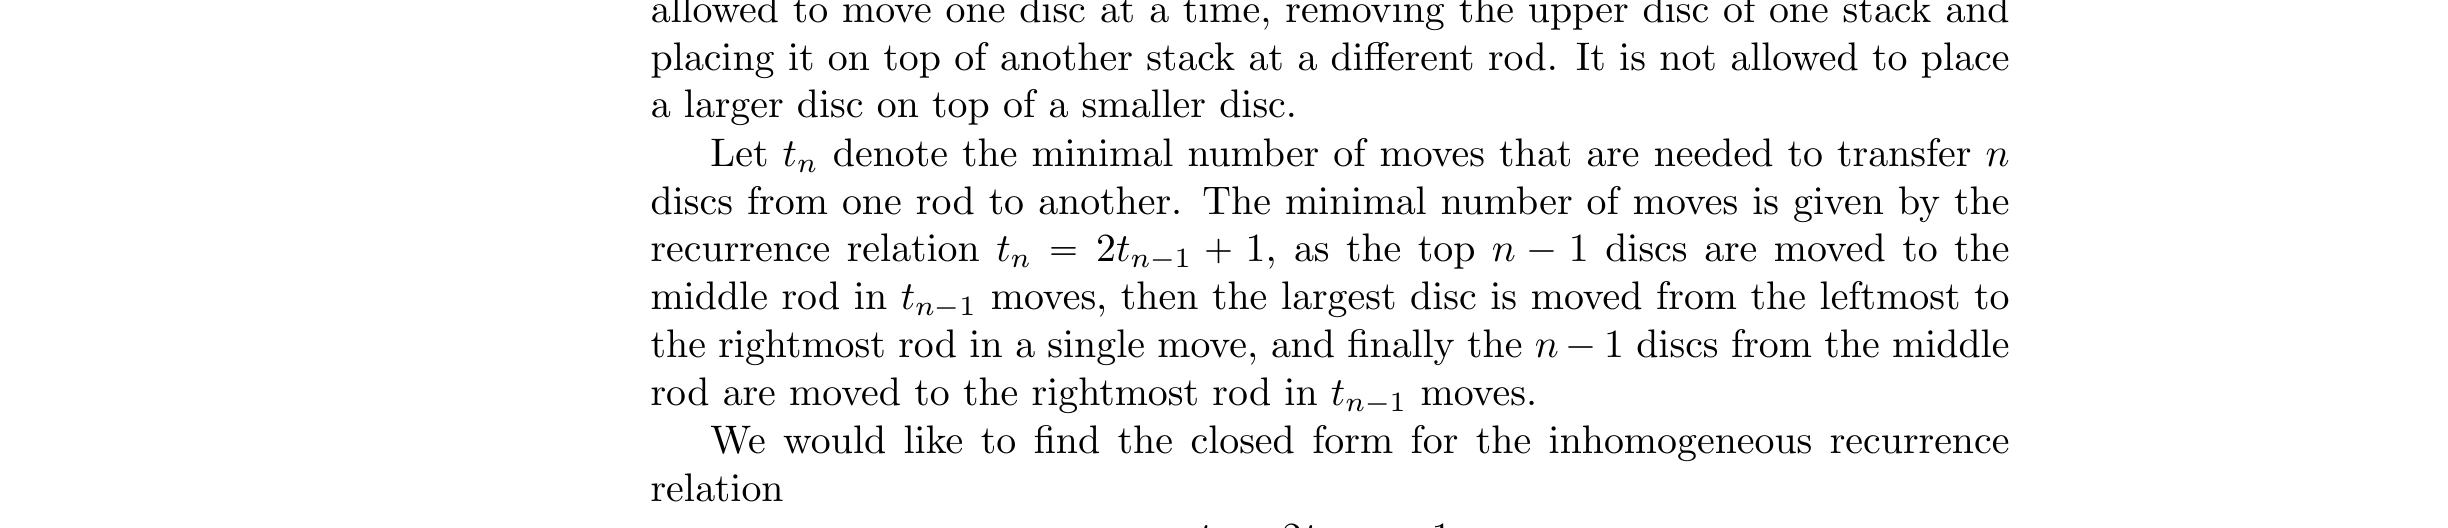 allowed to move one disc at a time, removing the upper disc of one stack and
placing it on top of another stack at a different rod. It is not allowed to place
a larger disc on top of a smaller disc.
Let $t_n$ denote the minimal number of moves that are needed to transfer $n$
discs from one rod to another. The minimal number of moves is given by the
recurrence relation $t_n = 2t_{n-1} + 1$, as the top $n - 1$ discs are moved to the
middle rod in $t_{n-1}$ moves, then the largest disc is moved from the leftmost to
the rightmost rod in a single move, and finally the $n - 1$ discs from the middle
rod are moved to the rightmost rod in $t_{n-1}$ moves.
We would like to find the closed form for the inhomogeneous recurrence
relation